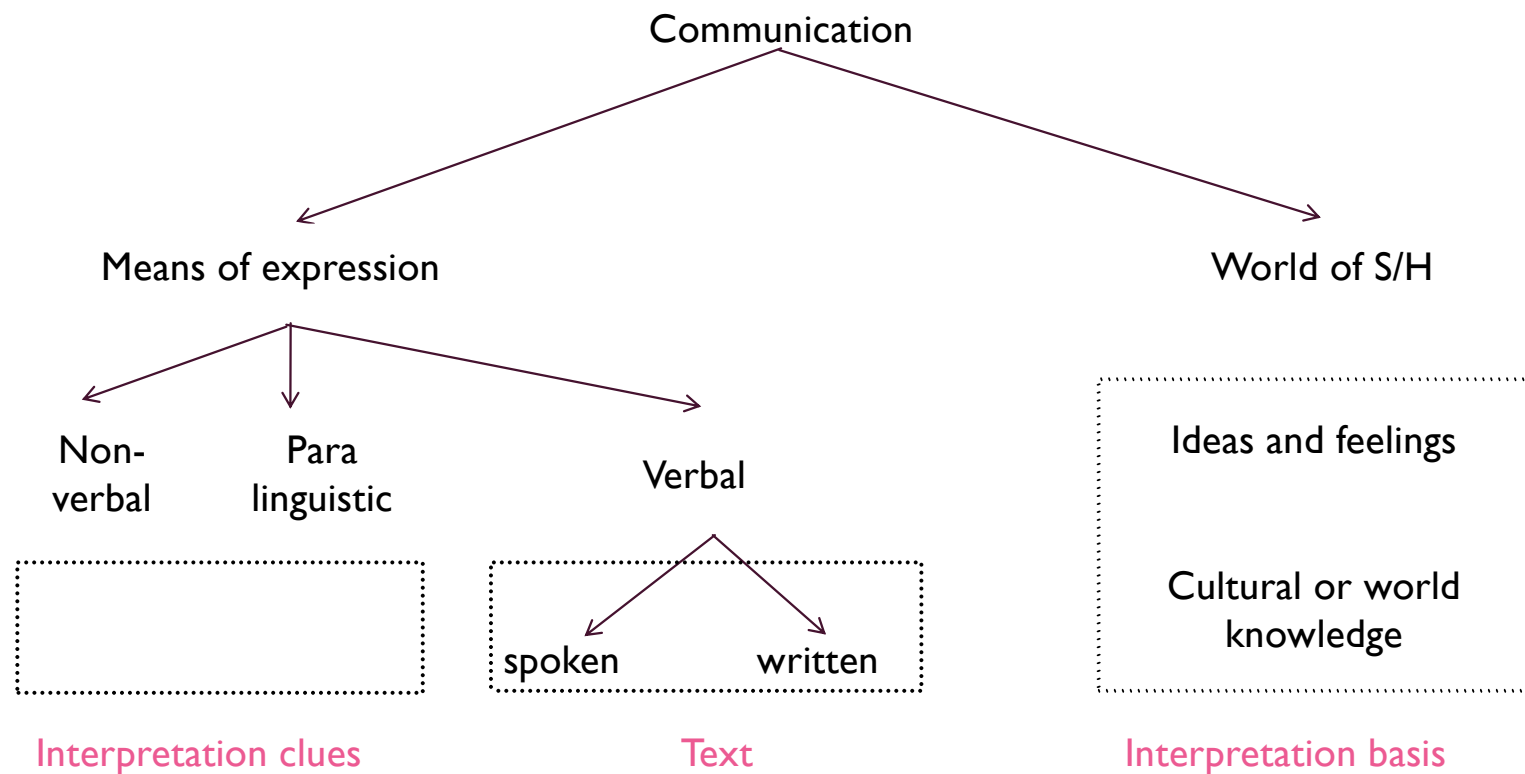 Communication
Means of expression
World of S/H
Non-
verbal
Para
linguistic
Verbal
Ideas and feelings
Cultural or world
knowledge
spoken
written
Interpretation clues
Text
Interpretation basis